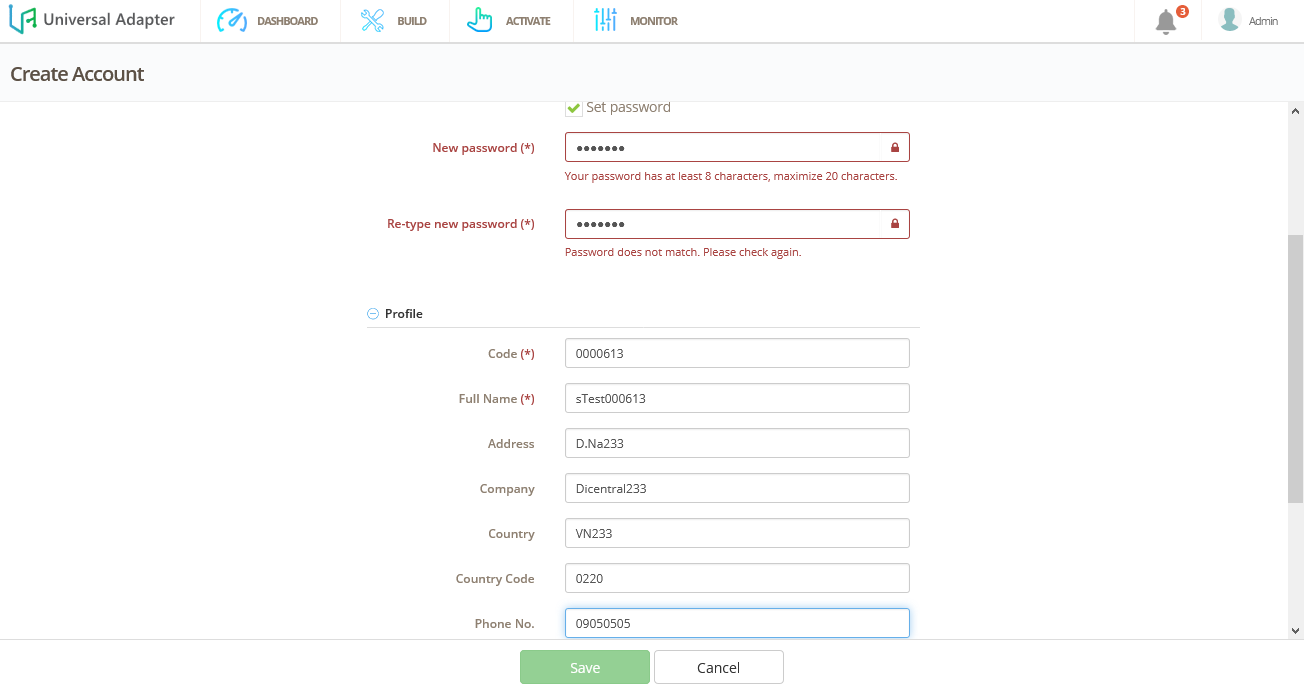 Universal Adapter
DASHBOARD
BUILD
ACTIVATE
MONITOR
3
Admin
Create Account
Set password
New password (*)
•••••••
Your password has at least 8 characters, maximize 20 characters.
Re-type new password (*)
•••••••
Password does not match. Please check again.
Profile
Code (*) 0000613
Full Name (*) sTest000613
Address D.Na233
Company Dicentral233
Country VN233
Country Code 0220
Phone No. 09050505
Save
Cancel